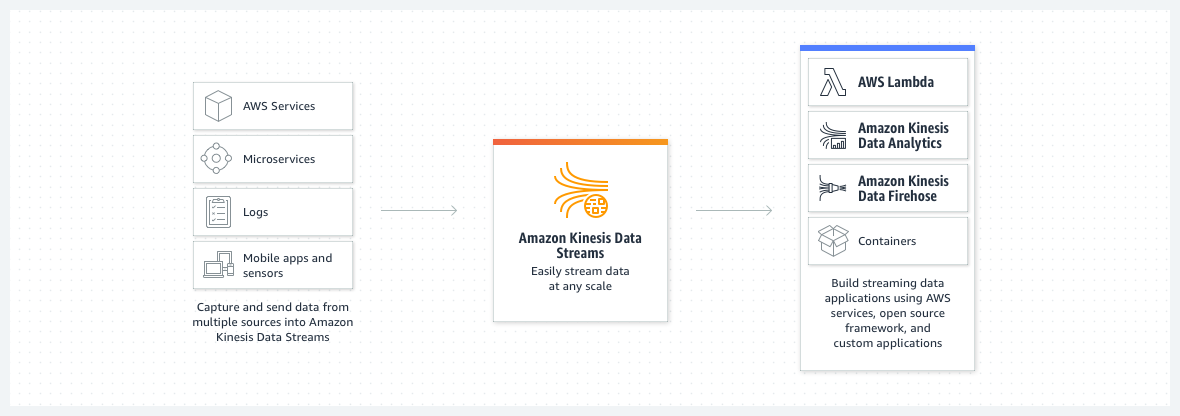 AWS Services
Microservices
Logs
Mobile apps and
sensors
Capture and send data from
multiple sources into Amazon
Kinesis Data Streams
Amazon Kinesis Data
Streams
Easily stream data
at any scale
AWS Lambda
Amazon Kinesis
Data Analytics
Amazon Kinesis
Data Firehose
Containers
Build streaming data
applications using AWS
services, open source
framework, and
custom applications